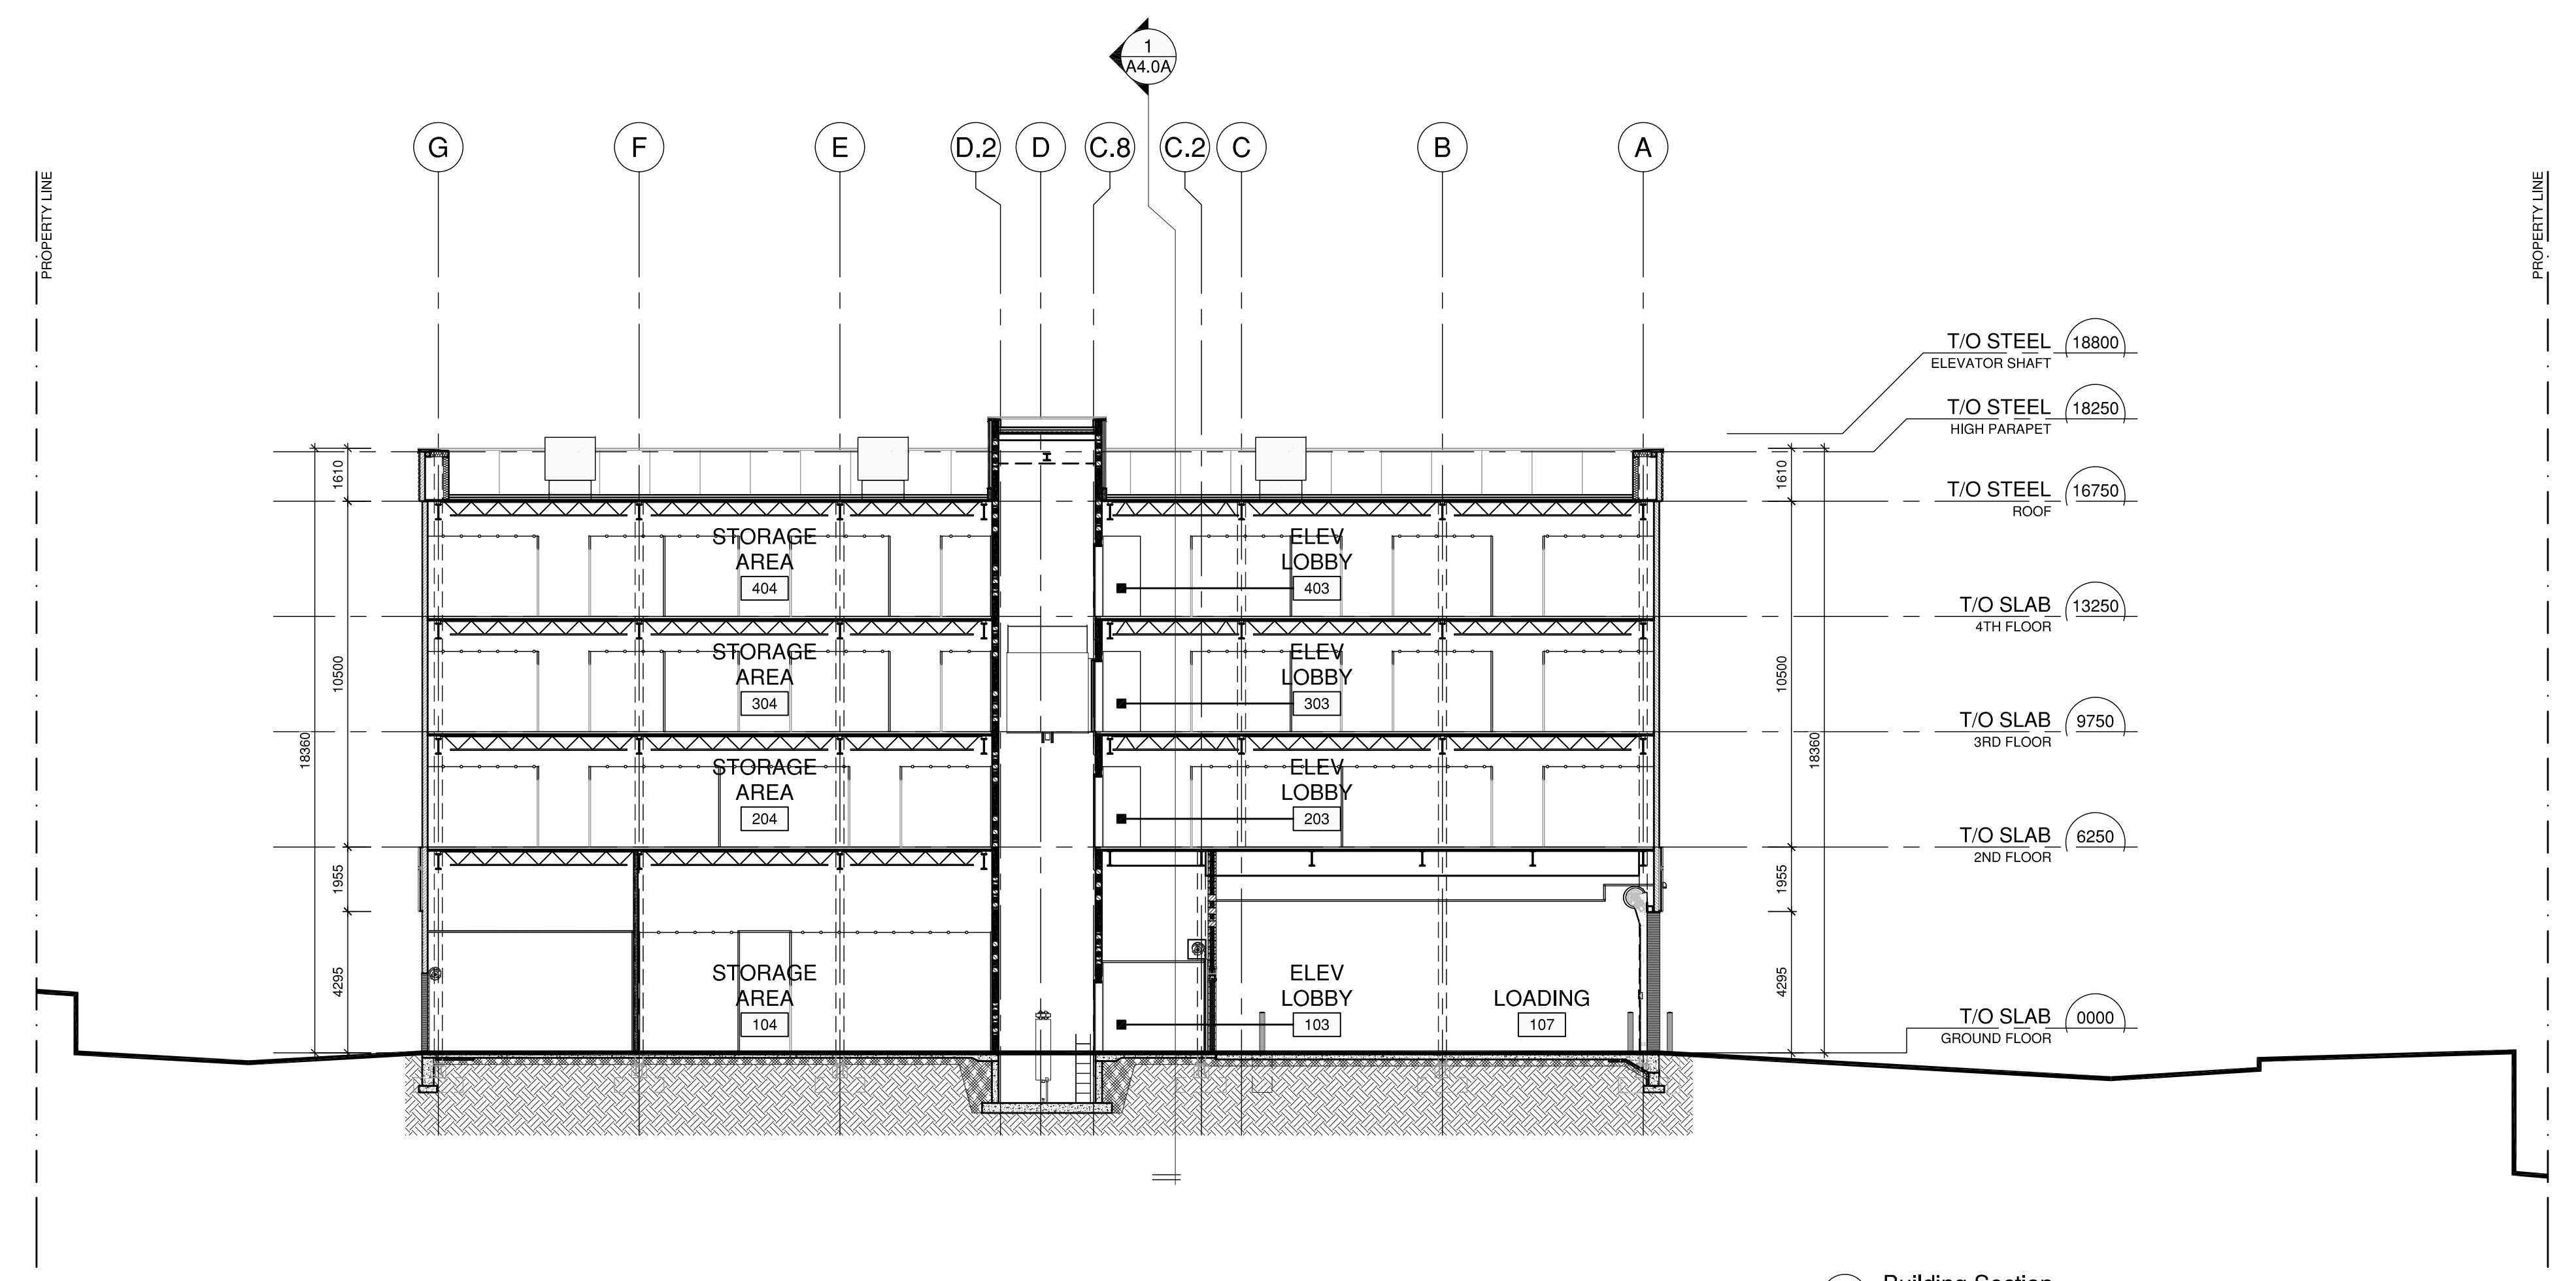 1
A4.0A
G
F
E
D.2
D
C.8
C.2
C
B
A
PROPERTY LINE
PROPERTY LINE
T/O STEEL 18800
ELEVATOR SHAFT
T/O STEEL 18250
HIGH PARAPET
T/O STEEL 16750
ROOF
T/O SLAB 13250
4TH FLOOR
T/O SLAB 9750
3RD FLOOR
T/O SLAB 6250
2ND FLOOR
T/O SLAB 0000
GROUND FLOOR
1610
10500
18360
1955
4295
1610
10500
18360
1955
4295
STORAGE
AREA
404
ELEV
LOBBY
403
STORAGE
AREA
304
ELEV
LOBBY
303
STORAGE
AREA
204
ELEV
LOBBY
203
STORAGE
AREA
104
ELEV
LOBBY
103
LOADING
107
Building Section